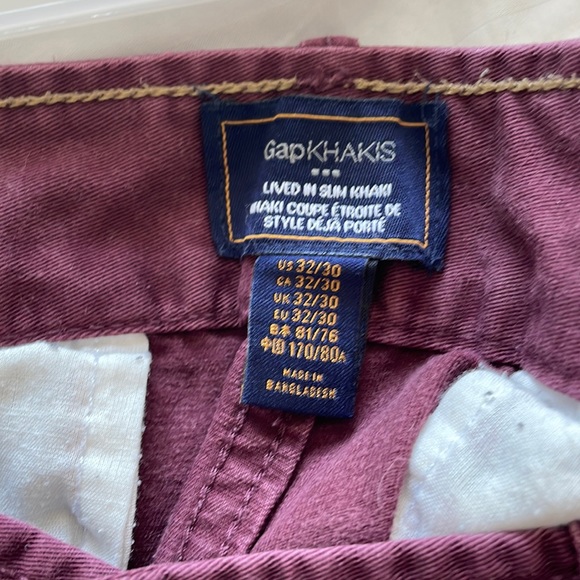 GapKHAKIS
LIVED IN SLIM KHAKI
KHAKI COUPE ÉTROITE DE
STYLE DÉJÀ PORTÉ
US 32/30
CA 32/30
UK 32/30
EU 32/30
日本 81/76
中国 170/80A
MADE IN
BANGLADESH